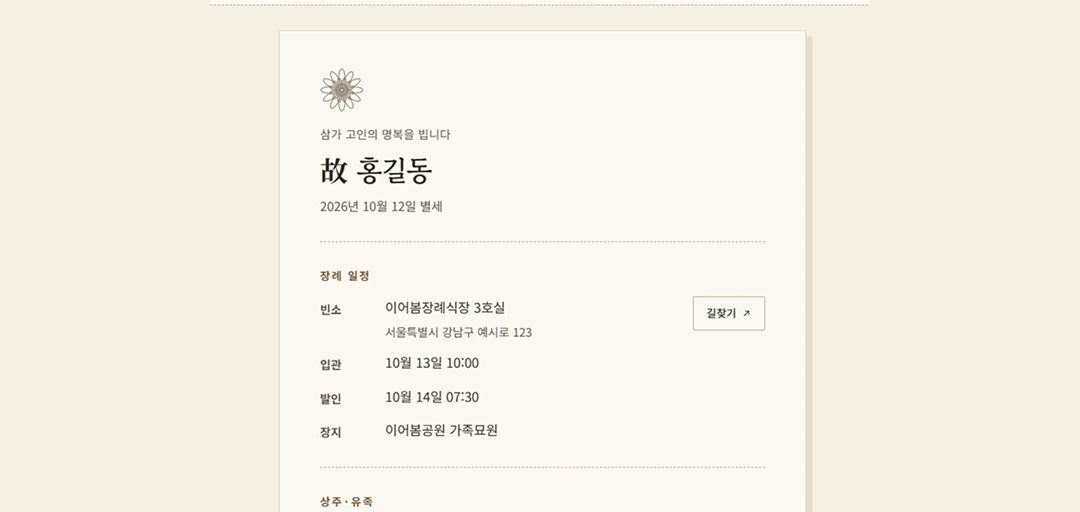 삼가 고인의 명복을 빕니다
故 홍길동
2026년 10월 12일 별세
장례 일정
빈소 이어봄장례식장 3호실 길찾기 ↗
서울특별시 강남구 예시로 123
입관 10월 13일 10:00
발인 10월 14일 07:30
장지 이어봄공원 가족묘원
상주·유족